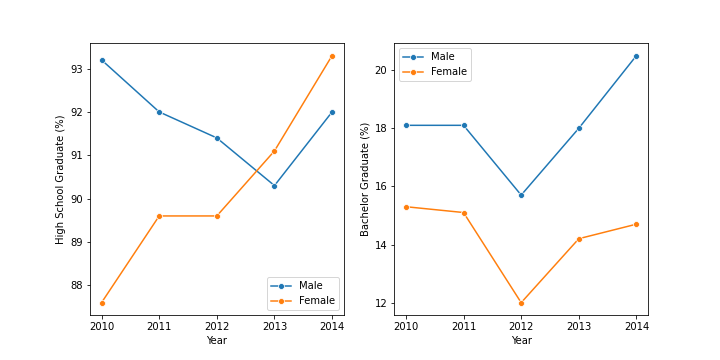 High School Graduate (%)
93
92
91
90
89
88
Male
Female
2010 2011 2012 2013 2014
Year
Bachelor Graduate (%)
Male
Female
20
18
16
14
12
2010 2011 2012 2013 2014
Year